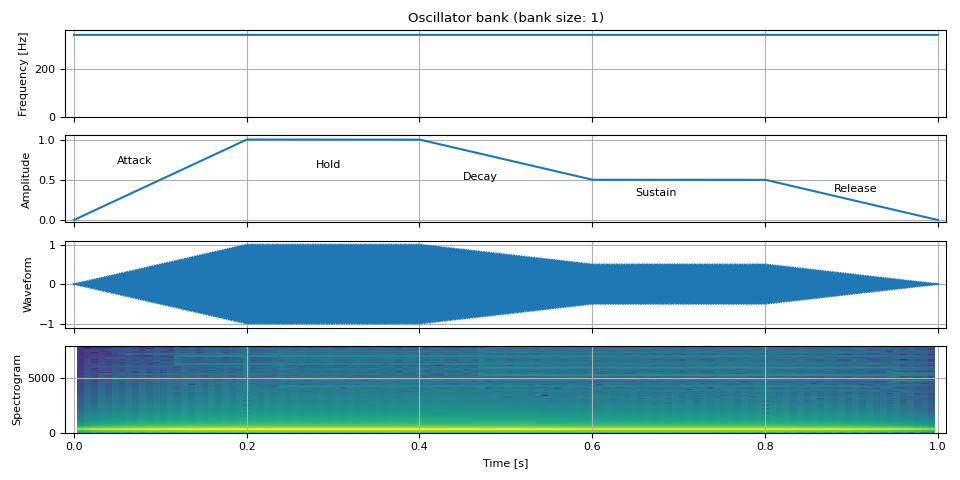 Oscillator bank (bank size: 1)
Frequency [Hz]
200
0
Amplitude
1.0
0.5
0.0
Attack
Hold
Decay
Sustain
Release
Waveform
1
0
−1
Spectrogram
5000
0
0.0 0.2 0.4 0.6 0.8 1.0
Time [s]